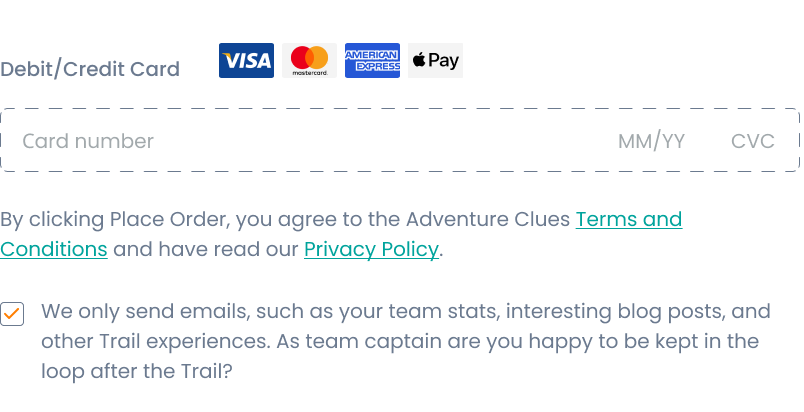 Debit/Credit Card VISA mastercard. AMERICAN EXPRESS Pay
Card number MM/YY CVC
By clicking Place Order, you agree to the Adventure Clues Terms and
Conditions and have read our Privacy Policy.
We only send emails, such as your team stats, interesting blog posts, and
other Trail experiences. As team captain are you happy to be kept in the
loop after the Trail?